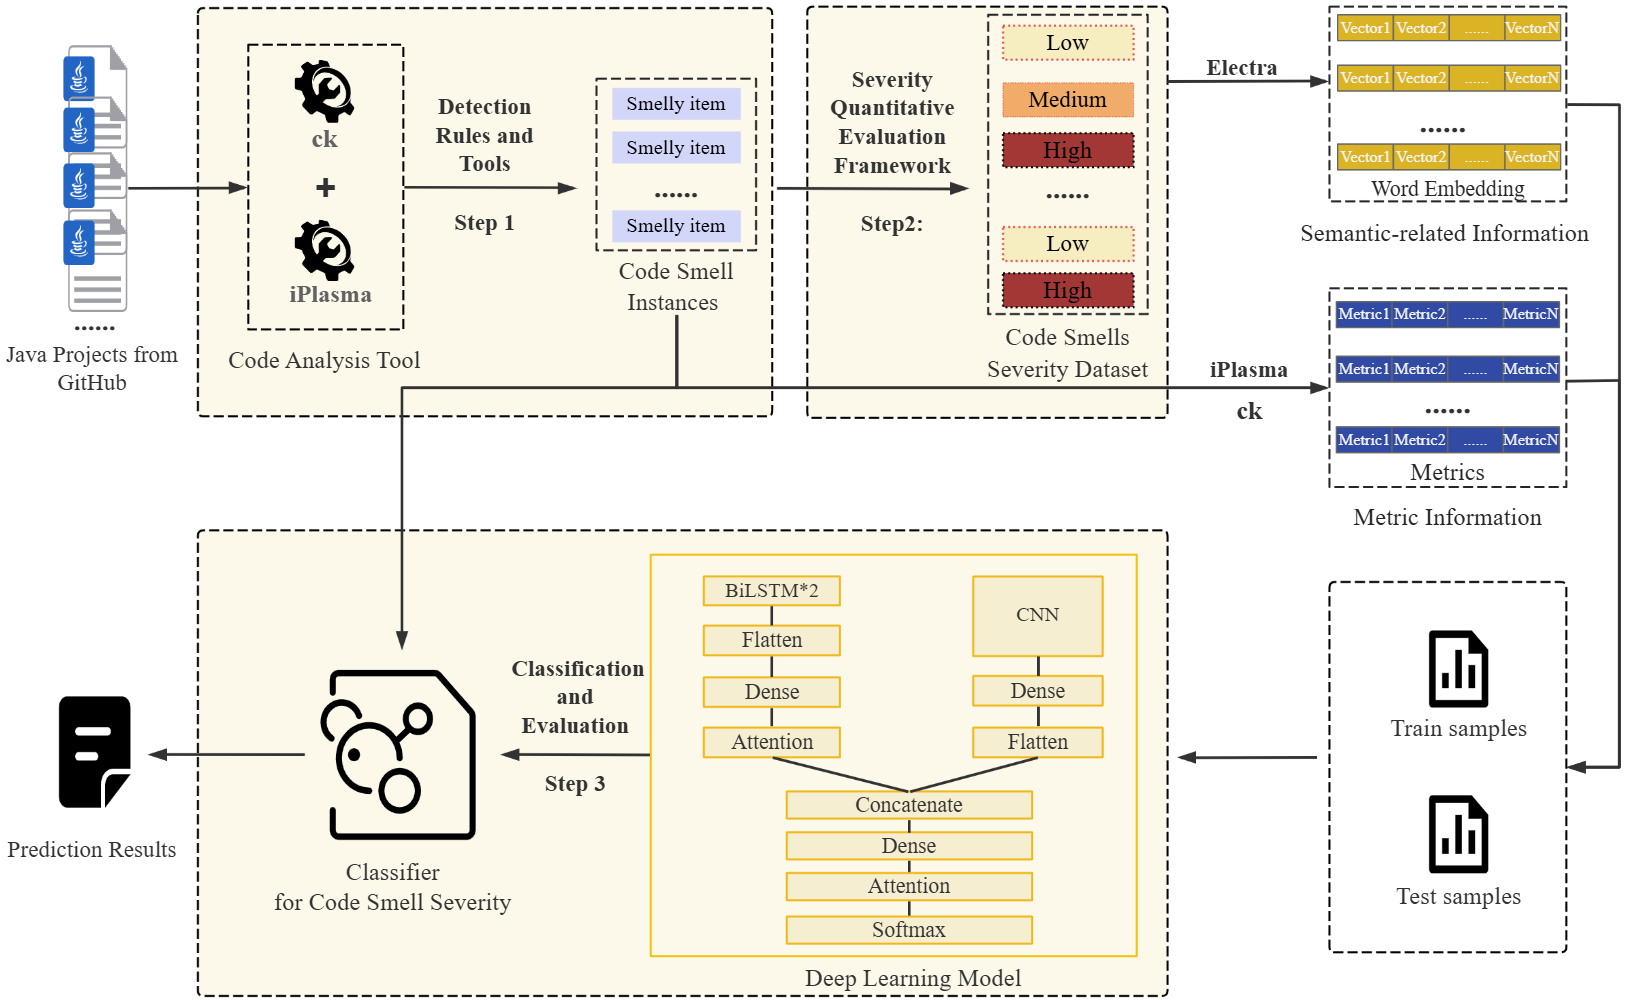 ck
+
iPlasma
Code Analysis Tool
......
Java Projects from
GitHub
Detection
Rules and
Tools
Step 1
Smelly item
Smelly item
......
Smelly item
Code Smell
Instances
Severity
Quantitative
Evaluation
Framework
Step2:
Low
Medium
High
......
Low
High
Code Smells
Severity Dataset
Electra
Vector1 Vector2 ...... VectorN
Vector1 Vector2 ...... VectorN
......
Vector1 Vector2 ...... VectorN
Word Embedding
Semantic-related Information
iPlasma
ck
Metric1 Metric2 ...... MetricN
Metric1 Metric2 ...... MetricN
......
Metric1 Metric2 ...... MetricN
Metrics
Metric Information
Train samples
Test samples
BiLSTM*2
Flatten
Dense
Attention
CNN
Dense
Flatten
Concatenate
Dense
Attention
Softmax
Deep Learning Model
Classification
and
Evaluation
Step 3
Classifier
for Code Smell Severity
Prediction Results